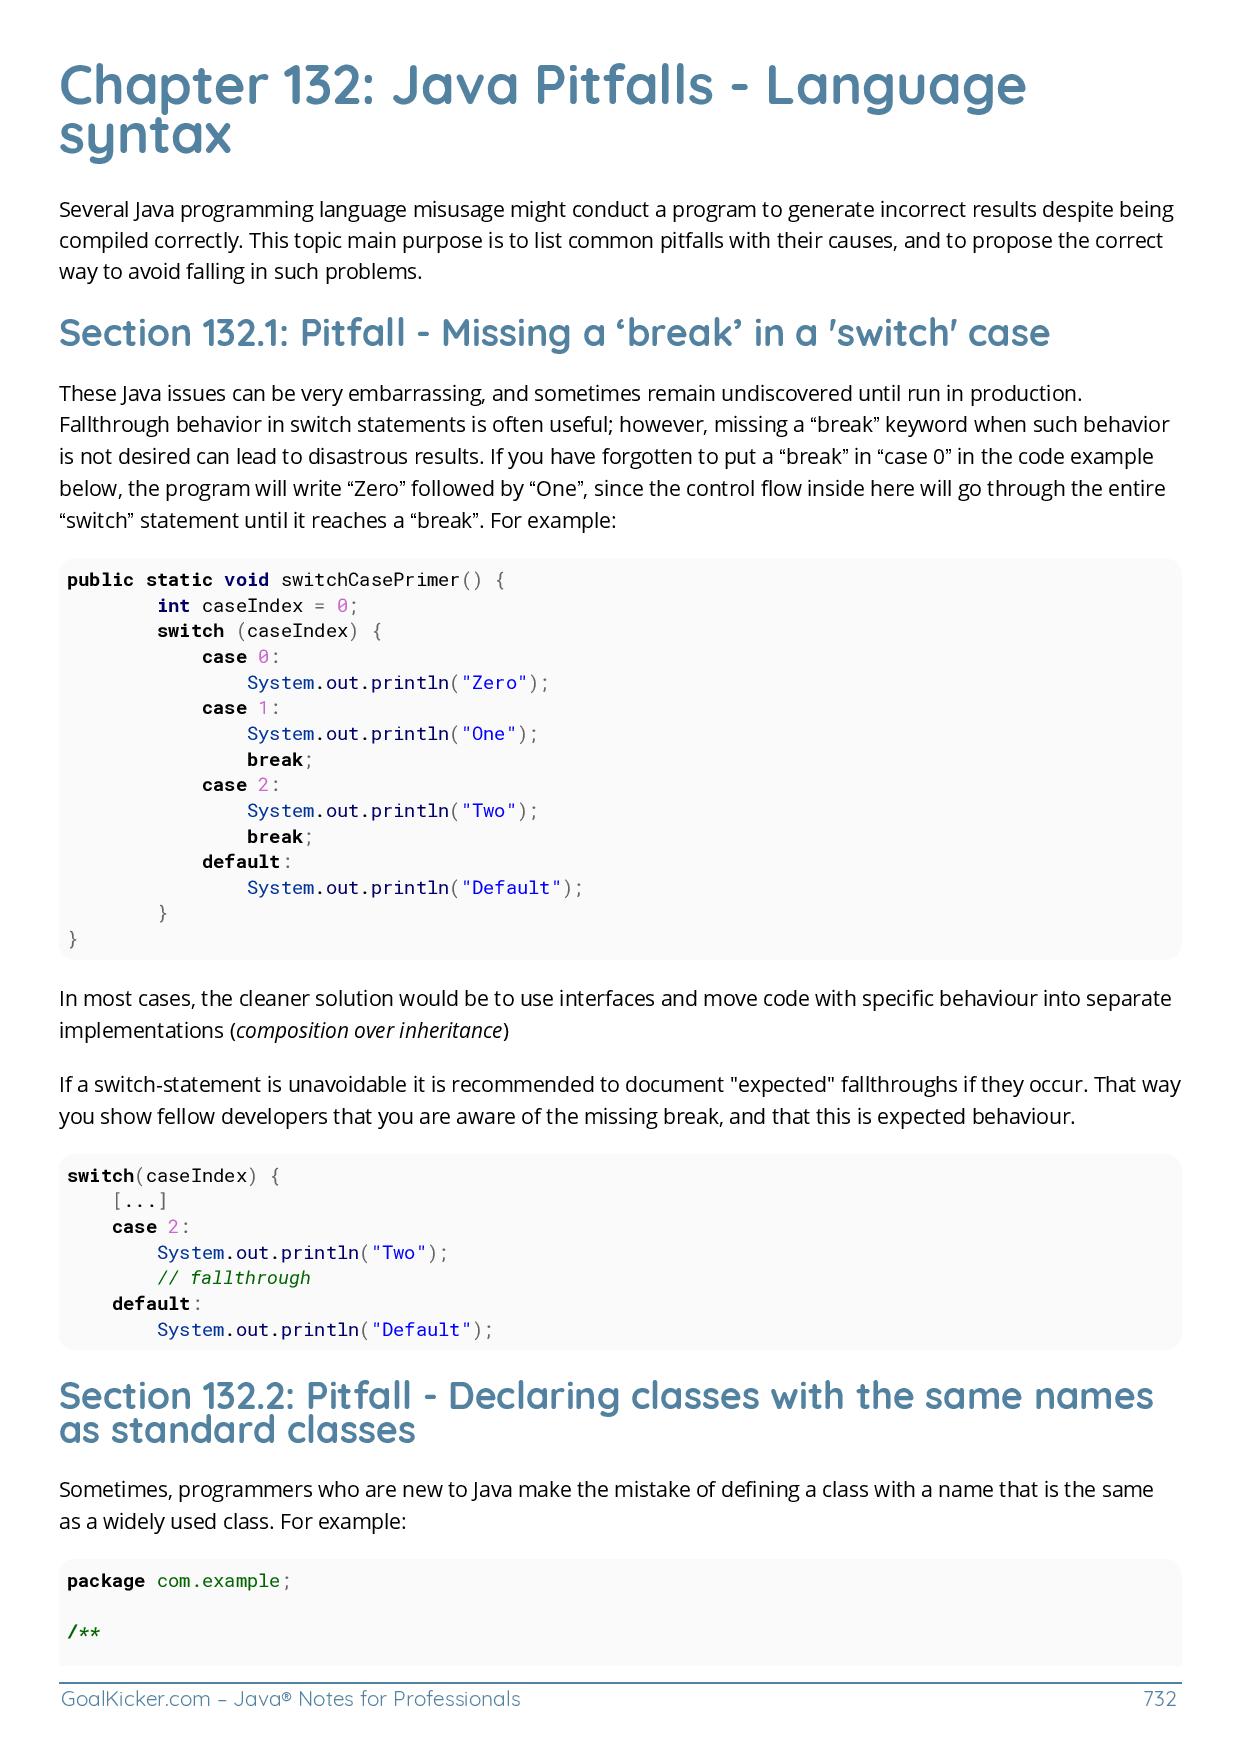 Chapter 132: Java Pitfalls - Language
syntax
Several Java programming language misusage might conduct a program to generate incorrect results despite being
compiled correctly. This topic main purpose is to list common pitfalls with their causes, and to propose the correct
way to avoid falling in such problems.
Section 132.1: Pitfall - Missing a ‘break’ in a 'switch' case
These Java issues can be very embarrassing, and sometimes remain undiscovered until run in production.
Fallthrough behavior in switch statements is often useful; however, missing a “break” keyword when such behavior
is not desired can lead to disastrous results. If you have forgotten to put a “break” in “case 0” in the code example
below, the program will write “Zero” followed by “One”, since the control flow inside here will go through the entire
“switch” statement until it reaches a “break”. For example:
public static void switchCasePrimer() {
        int caseIndex = 0;
        switch (caseIndex) {
            case 0:
                System.out.println("Zero");
            case 1:
                System.out.println("One");
                break;
            case 2:
                System.out.println("Two");
                break;
            default:
                System.out.println("Default");
        }
}
In most cases, the cleaner solution would be to use interfaces and move code with specific behaviour into separate
implementations (composition over inheritance)
If a switch-statement is unavoidable it is recommended to document "expected" fallthroughs if they occur. That way
you show fellow developers that you are aware of the missing break, and that this is expected behaviour.
switch(caseIndex) {
    [...]
    case 2:
        System.out.println("Two");
        // fallthrough
    default:
        System.out.println("Default");
Section 132.2: Pitfall - Declaring classes with the same names
as standard classes
Sometimes, programmers who are new to Java make the mistake of defining a class with a name that is the same
as a widely used class. For example:
package com.example;
/**
GoalKicker.com – Java® Notes for Professionals 732